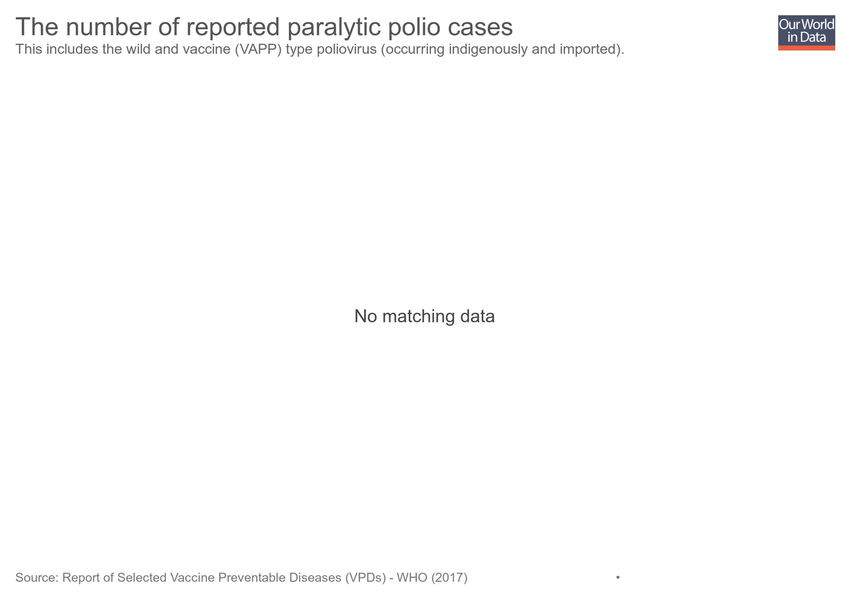 The number of reported paralytic polio cases
This includes the wild and vaccine (VAPP) type poliovirus (occurring indigenously and imported).
Our World
in Data
No matching data
Source: Report of Selected Vaccine Preventable Diseases (VPDs) - WHO (2017) •